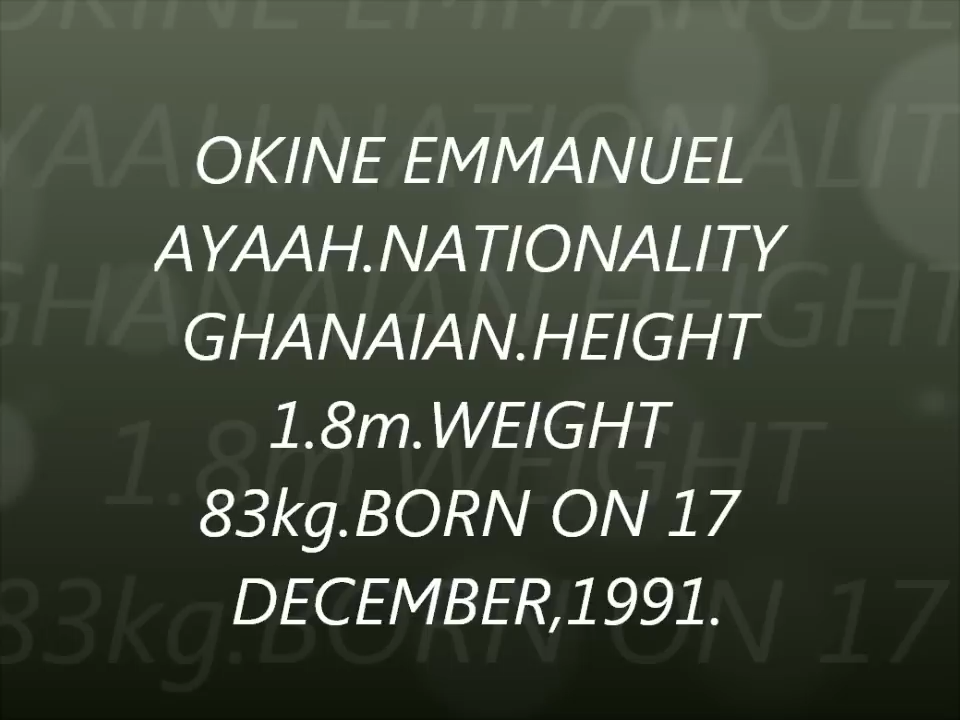 OKINE EMMANUEL
AYAAH.NATIONALITY
GHANAIAN.HEIGHT
1.8m.WEIGHT
83kg.BORN ON 17
DECEMBER,1991.